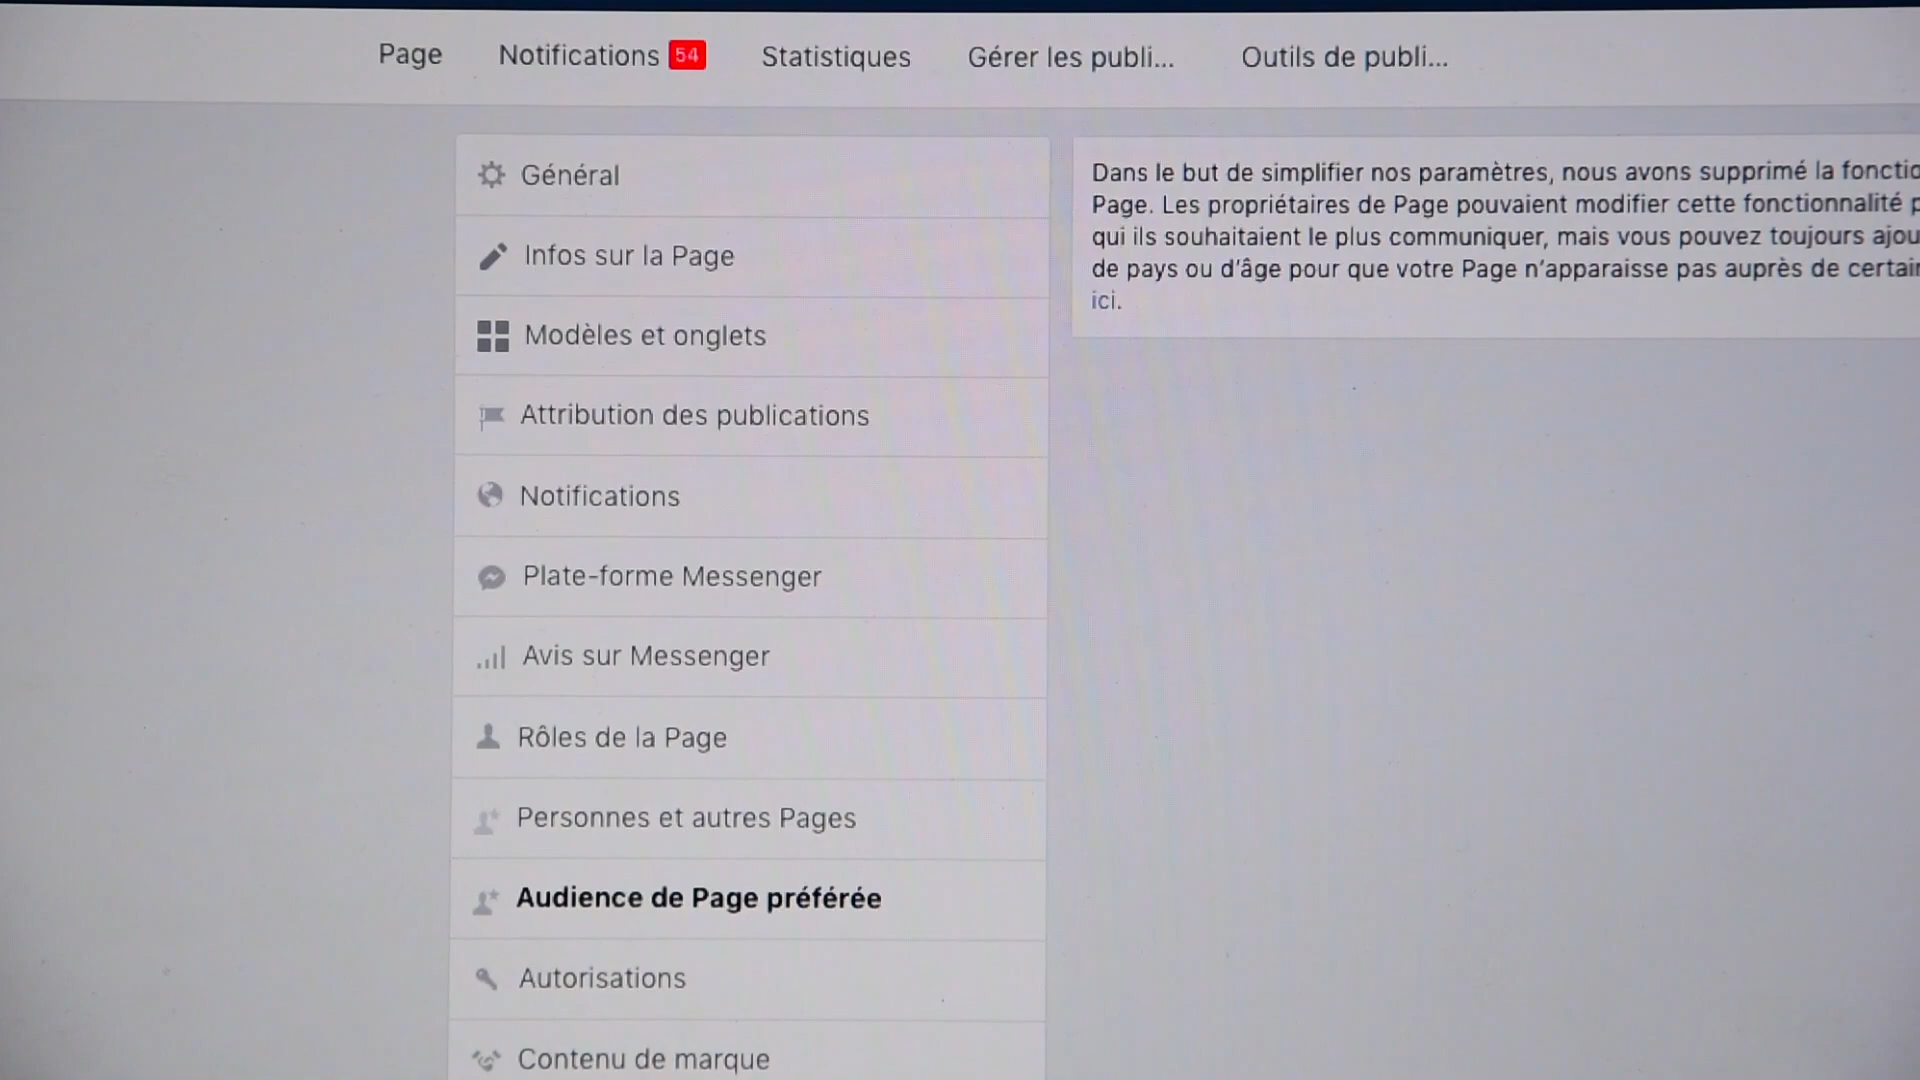 Page Notifications 54 Statistiques Gérer les publi... Outils de publi...
Général
Infos sur la Page
Modèles et onglets
Attribution des publications
Notifications
Plate-forme Messenger
Avis sur Messenger
Rôles de la Page
Personnes et autres Pages
Audience de Page préférée
Autorisations
Contenu de marque
Dans le but de simplifier nos paramètres, nous avons supprimé la
Page. Les propriétaires de Page pouvaient modifier cette fonctionnalité
qui ils souhaitaient le plus communiquer, mais vous pouvez toujours
de pays ou d'âge pour que votre Page n'apparaisse pas auprès de
ici.